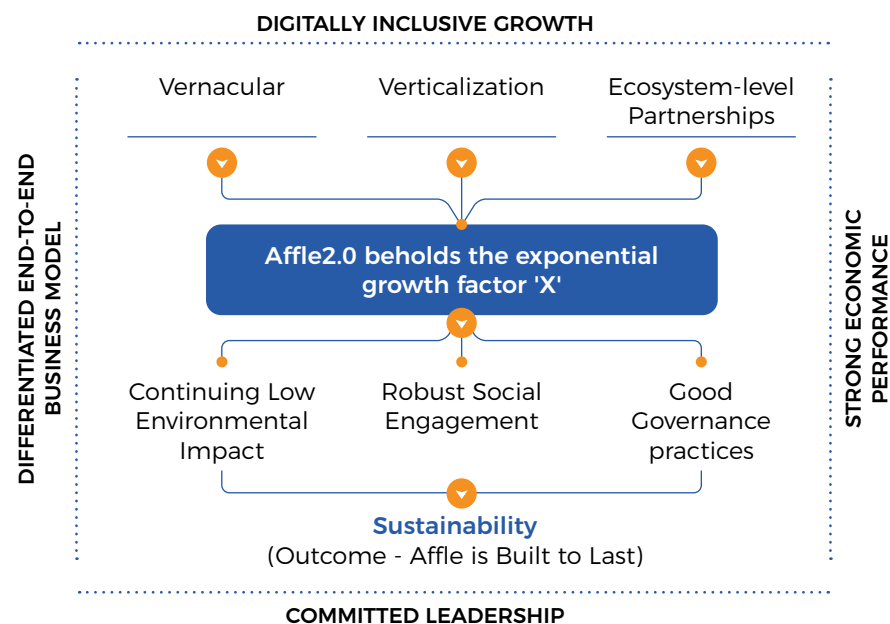 DIGITALLY INCLUSIVE GROWTH
Vernacular
Verticalization
Ecosystem-level
Partnerships
DIFFERENTIATED END-TO-END
BUSINESS MODEL
STRONG ECONOMIC
PERFORMANCE
Affle2.0 beholds the exponential
growth factor 'X'
Continuing Low
Environmental
Impact
Robust Social
Engagement
Good
Governance
practices
Sustainability
(Outcome - Affle is Built to Last)
COMMITTED LEADERSHIP